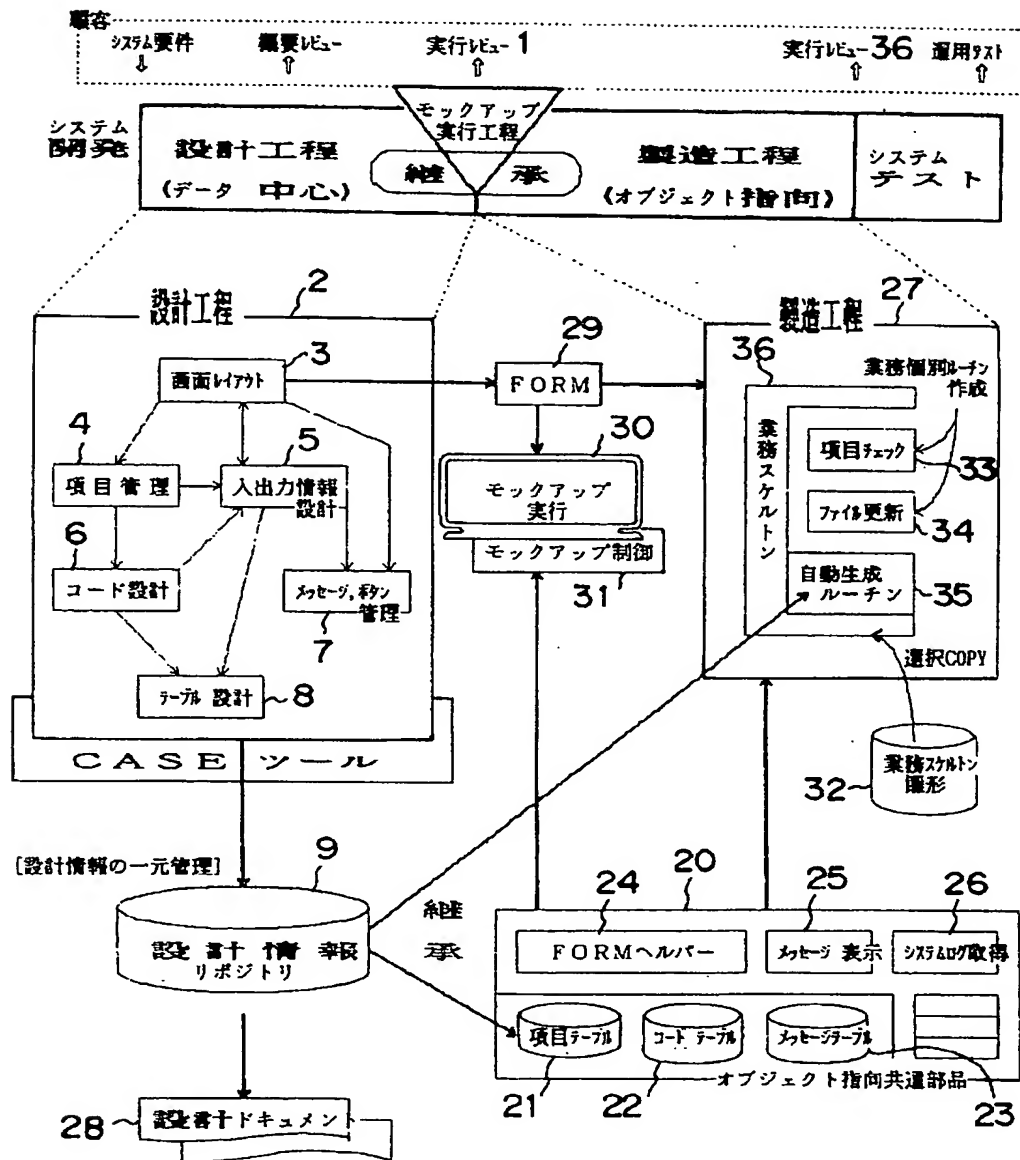 顧客
システム要件 概要レビュー 実行レビュー 1 実行レビュー 36 運用テスト
システム
開発
設計工程
《データ 中心》
モックアップ
実行工程
継 承
製造工程
《オブジェクト指向》
システム
テスト
設計工程
2
3
画面レイアウト
4
項目管理
5
入出力情報
設計
6
コード設計
メッセージ,ボタン
管理
7
テーブル 設計
8
CASEツール
29
FORM
30
モックアップ
実行
モックアップ制御
31
製造工程
27
36
業務個別ルーチン
作成
業務スケルトン
項目チェック
33
ファイル更新
34
自動生成
ルーチン
35
選択COPY
業務スケルトン
雛形
32
[設計情報の一元管理]
9
設計情報
リポジトリ
継
承
20
24
FORMヘルパー
25
メッセージ 表示
26
システムログ取得
項目テーブル
コート テーブル
メッセージテーブル
21
22
23
オブジェクト指向共通部品
28
設計ドキュメント